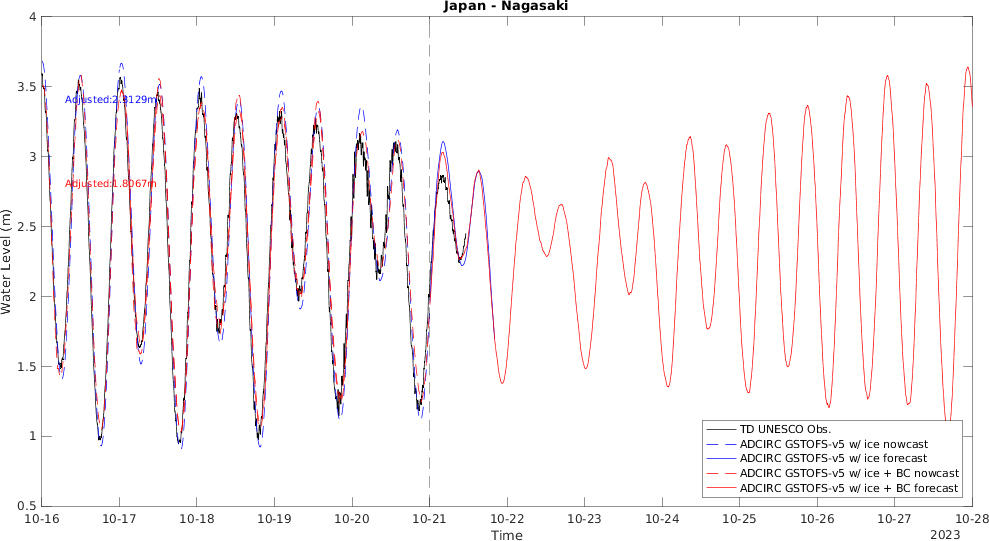 Japan - Nagasaki
4
3.5
3
2.5
2
1.5
1
0.5
Water Level (m)
Adjusted:2.3129m
Adjusted:1.8067m
TD UNESCO Obs.
ADCIRC GSTOFS-v5 w/ ice nowcast
ADCIRC GSTOFS-v5 w/ ice forecast
ADCIRC GSTOFS-v5 w/ ice + BC nowcast
ADCIRC GSTOFS-v5 w/ ice + BC forecast
10-16 10-17 10-18 10-19 10-20 10-21 10-22 10-23 10-24 10-25 10-26 10-27 10-28
Time
2023